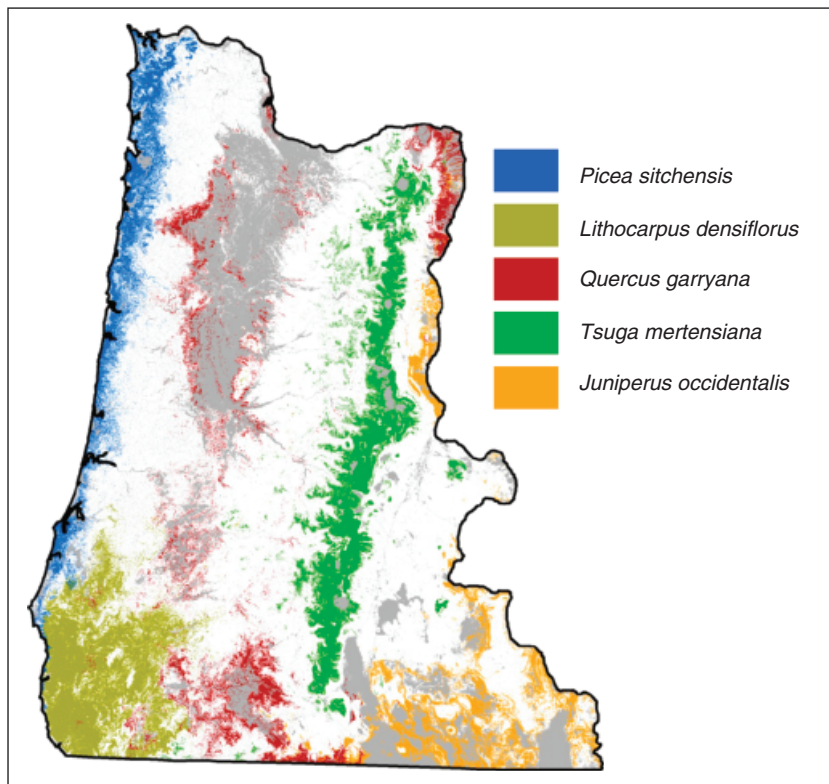 Picea sitchensis
Lithocarpus densiflorus
Quercus garryana
Tsuga mertensiana
Juniperus occidentalis